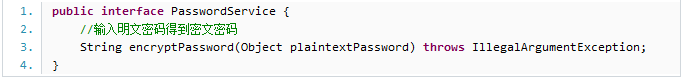 1. public interface PasswordService {
2.     //输入明文密码得到密文密码
3.     String encryptPassword(Object plaintextPassword) throws IllegalArgumentException;
4. }